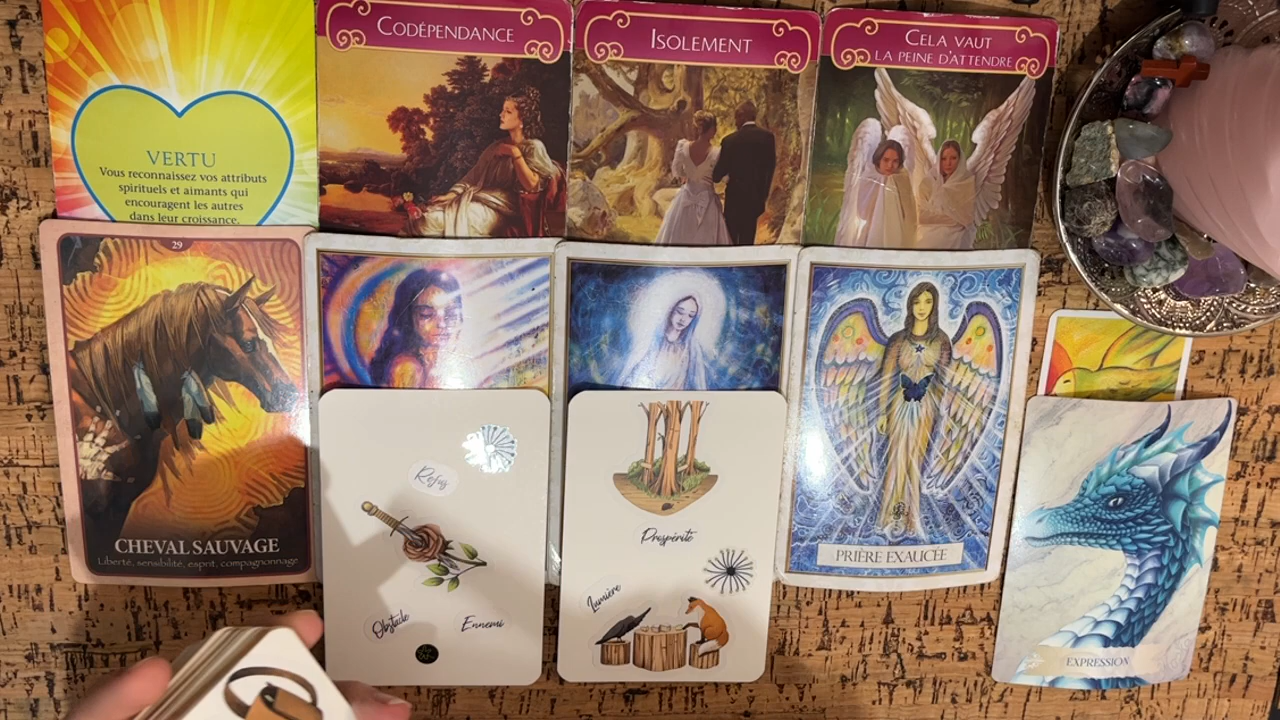 CODÉPENDANCE
ISOLEMENT
CELA VAUT
LA PEINE D'ATTENDRE
VERTU
Vous reconnaissez vos attributs
spirituels et aimants qui
encouragent les autres
dans leur croissance.
29
CHEVAL SAUVAGE
Liberté, sensibilité, esprit, compagnonnage
Refus
Obstacle
Ennemi
Prospérité
Lumière
PRIÈRE EXAUCÉE
EXPRESSION